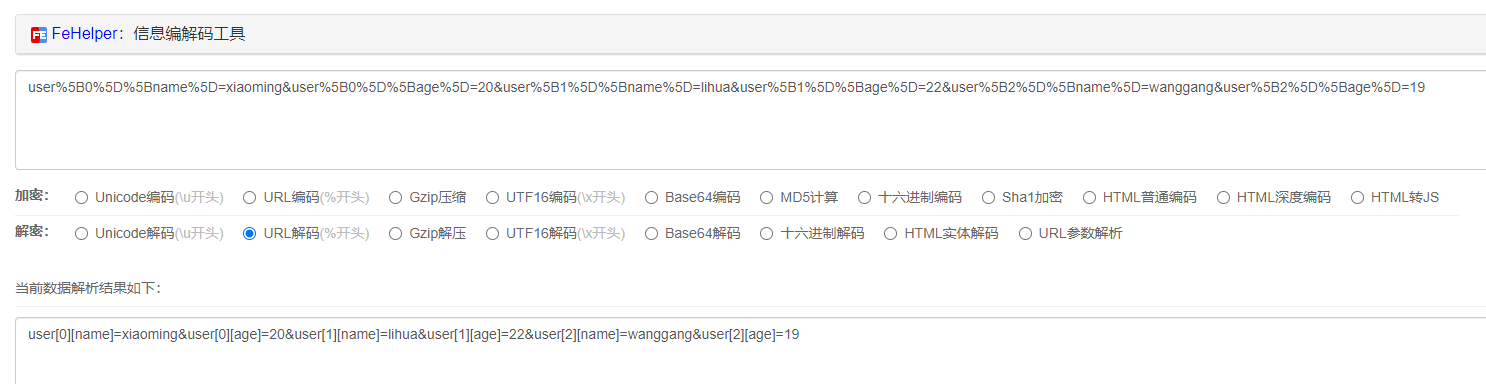 FeHelper：信息编解码工具
user%5B0%5D%5Bname%5D=xiaoming&user%5B0%5D%5Bage%5D=20&user%5B1%5D%5Bname%5D=lihua&user%5B1%5D%5Bage%5D=22&user%5B2%5D%5Bname%5D=wanggang&user%5B2%5D%5Bage%5D=19
加密： Unicode编码(\u开头) URL编码(%开头) Gzip压缩 UTF16编码(\x开头) Base64编码 MD5计算 十六进制编码 Sha1加密 HTML普通编码 HTML深度编码 HTML转JS
解密： Unicode解码(\u开头) URL解码(%开头) Gzip解压 UTF16解码(\x开头) Base64解码 十六进制解码 HTML实体解码 URL参数解析
当前数据解析结果如下：
user[0][name]=xiaoming&user[0][age]=20&user[1][name]=lihua&user[1][age]=22&user[2][name]=wanggang&user[2][age]=19